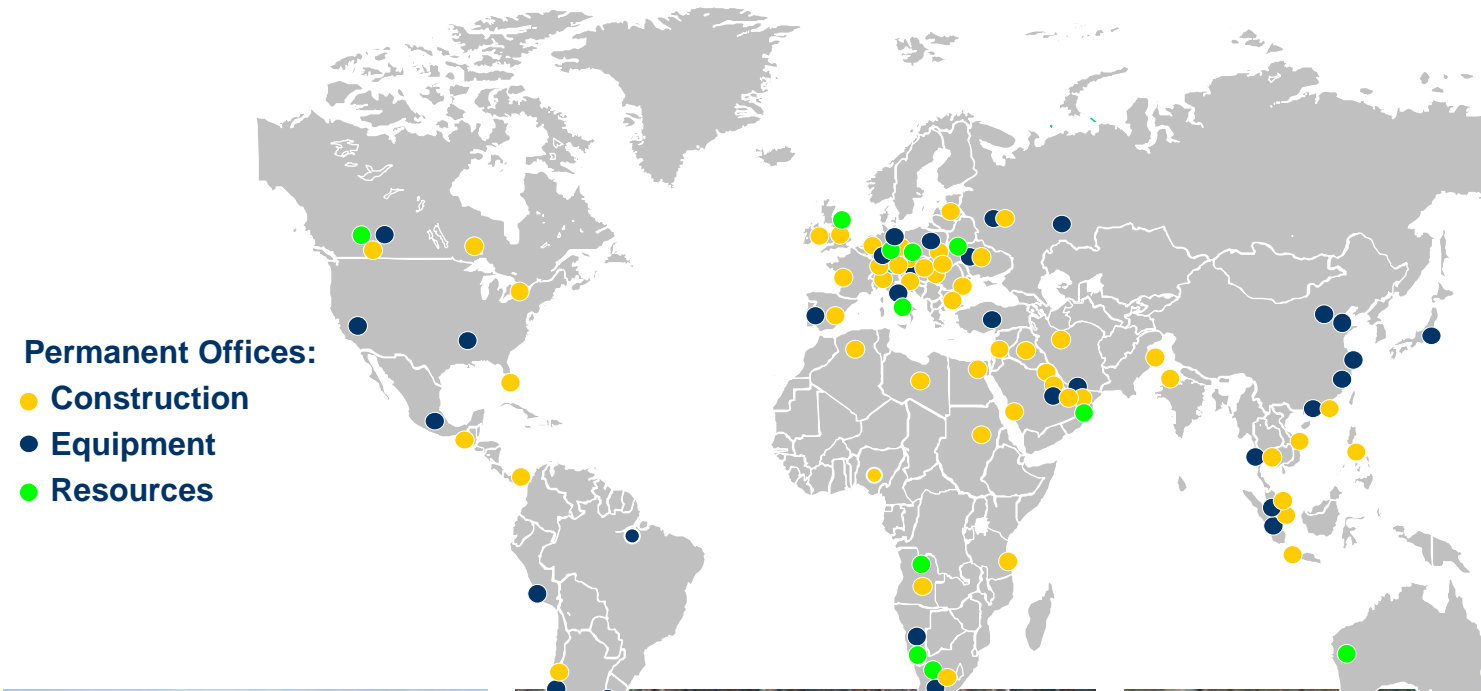 Permanent Offices:
Construction
Equipment
Resources